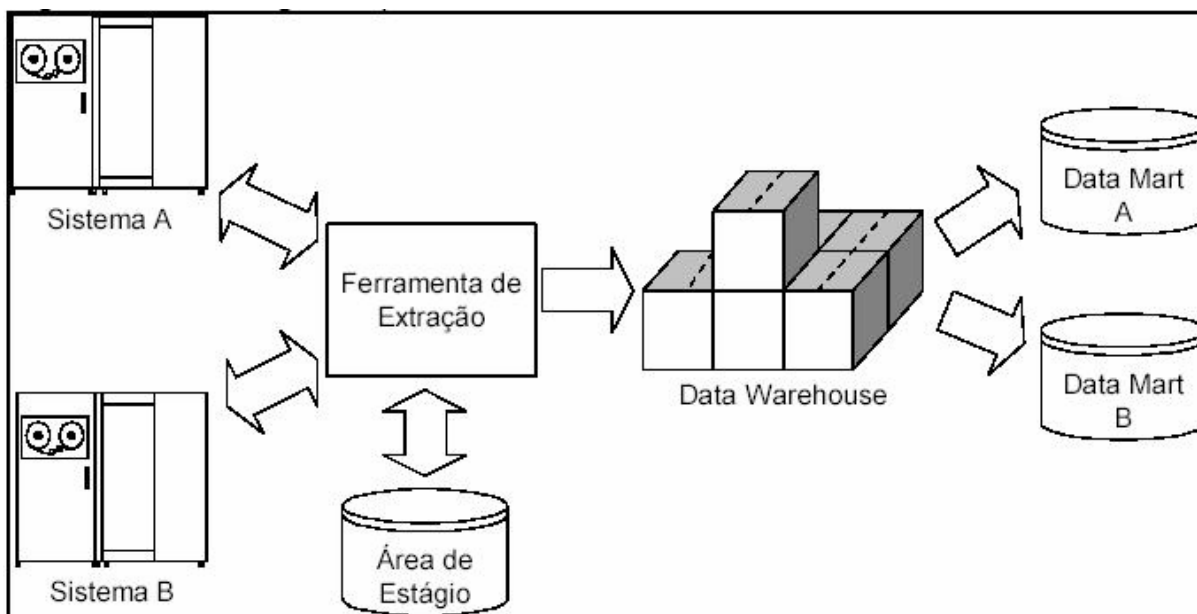 Sistema A
Ferramenta de
Extração
Data Warehouse
Data Mart
A
Data Mart
B
Sistema B
Área de
Estágio